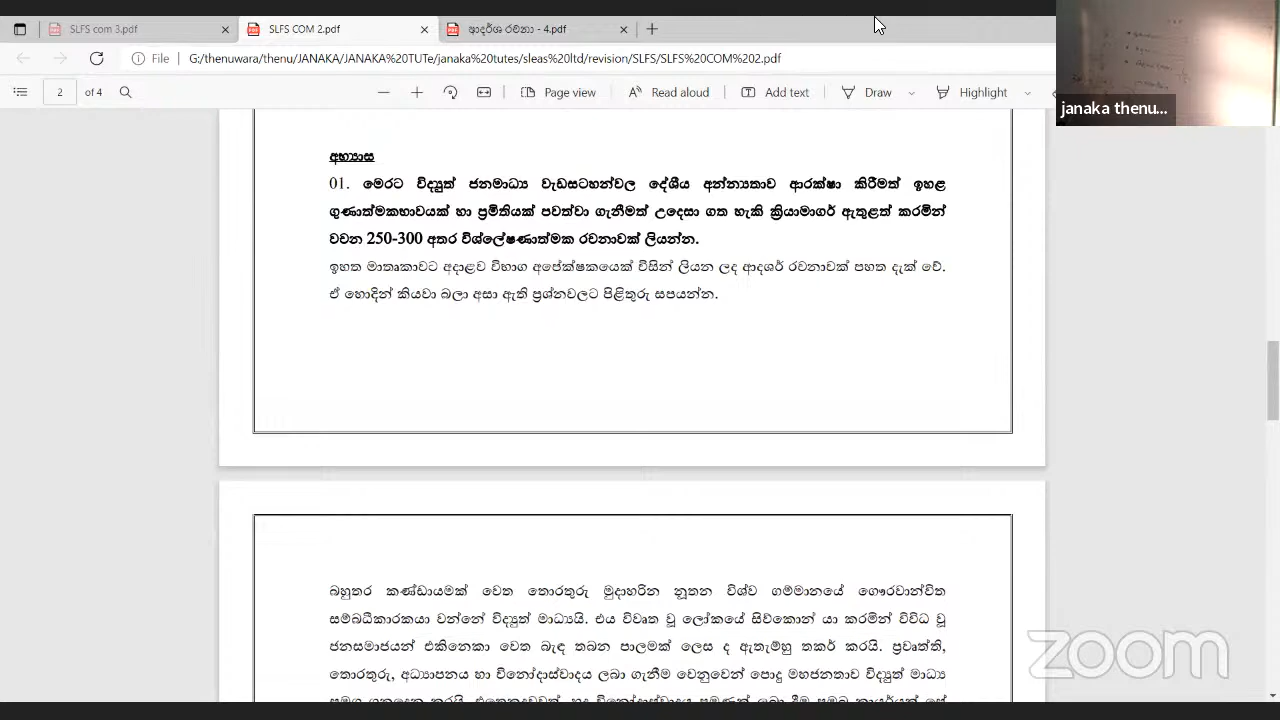 SLFS com 3.pdf
SLFS COM 2.pdf
ආදර්ශ රචනා - 4.pdf
File G:/thenuwara/thenu/JANAKA/JANAKA%20TUTe/janaka%20tutes/sleas%20ltd/revision/SLFS/SLFS%20COM%202.pdf
2 of 4 Page view Read aloud Add text Draw Highlight
janaka thenu...
අභ්‍යාස
01. මෙරට විද්‍යුත් ජනමාධ්‍ය වැඩසටහන්වල දේශීය අනන්‍යතාව ආරක්ෂා කිරීමත් ඉහළ
ගුණාත්මකභාවයක් හා ප්‍රමිතියක් පවත්වා ගැනීමත් උදෙසා ගත හැකි ක්‍රියාමාර්ග ඇතුළත් කරමින්
වචන 250-300 අතර විශ්ලේෂණාත්මක රචනාවක් ලියන්න.
ඉහත මාතෘකාවට අදාළව විභාග අපේක්ෂකයෙක් විසින් ලියන ලද ආදර්ශ රචනාවක් පහත දැක් වේ.
ඒ හොදින් කියවා බලා අසා ඇති ප්‍රශ්නවලට පිළිතුරු සපයන්න.
බහුතර කණ්ඩායමක් වෙත තොරතුරු මුදාහරින නූතන විශ්ව ගම්මානයේ ගෞරවාන්විත
සම්බධීකාරකයා වන්නේ විද්‍යුත් මාධ්‍යයි. එය විවෘත වූ ලෝකයේ සිව්කොන් යා කරමින් විවිධ වූ
ජනසමාජයන් එකිනෙකා වෙත බැඳ තබන පාලමක් ලෙස ද ඇතැම්හු තර්ක කරයි. ප්‍රවෘත්ති,
තොරතුරු, අධ්‍යාපනය හා විනෝදාස්වාදය ලබා ගැනීම වෙනුවෙන් පොදු මහජනතාව විද්‍යුත් මාධ්‍ය
zoom